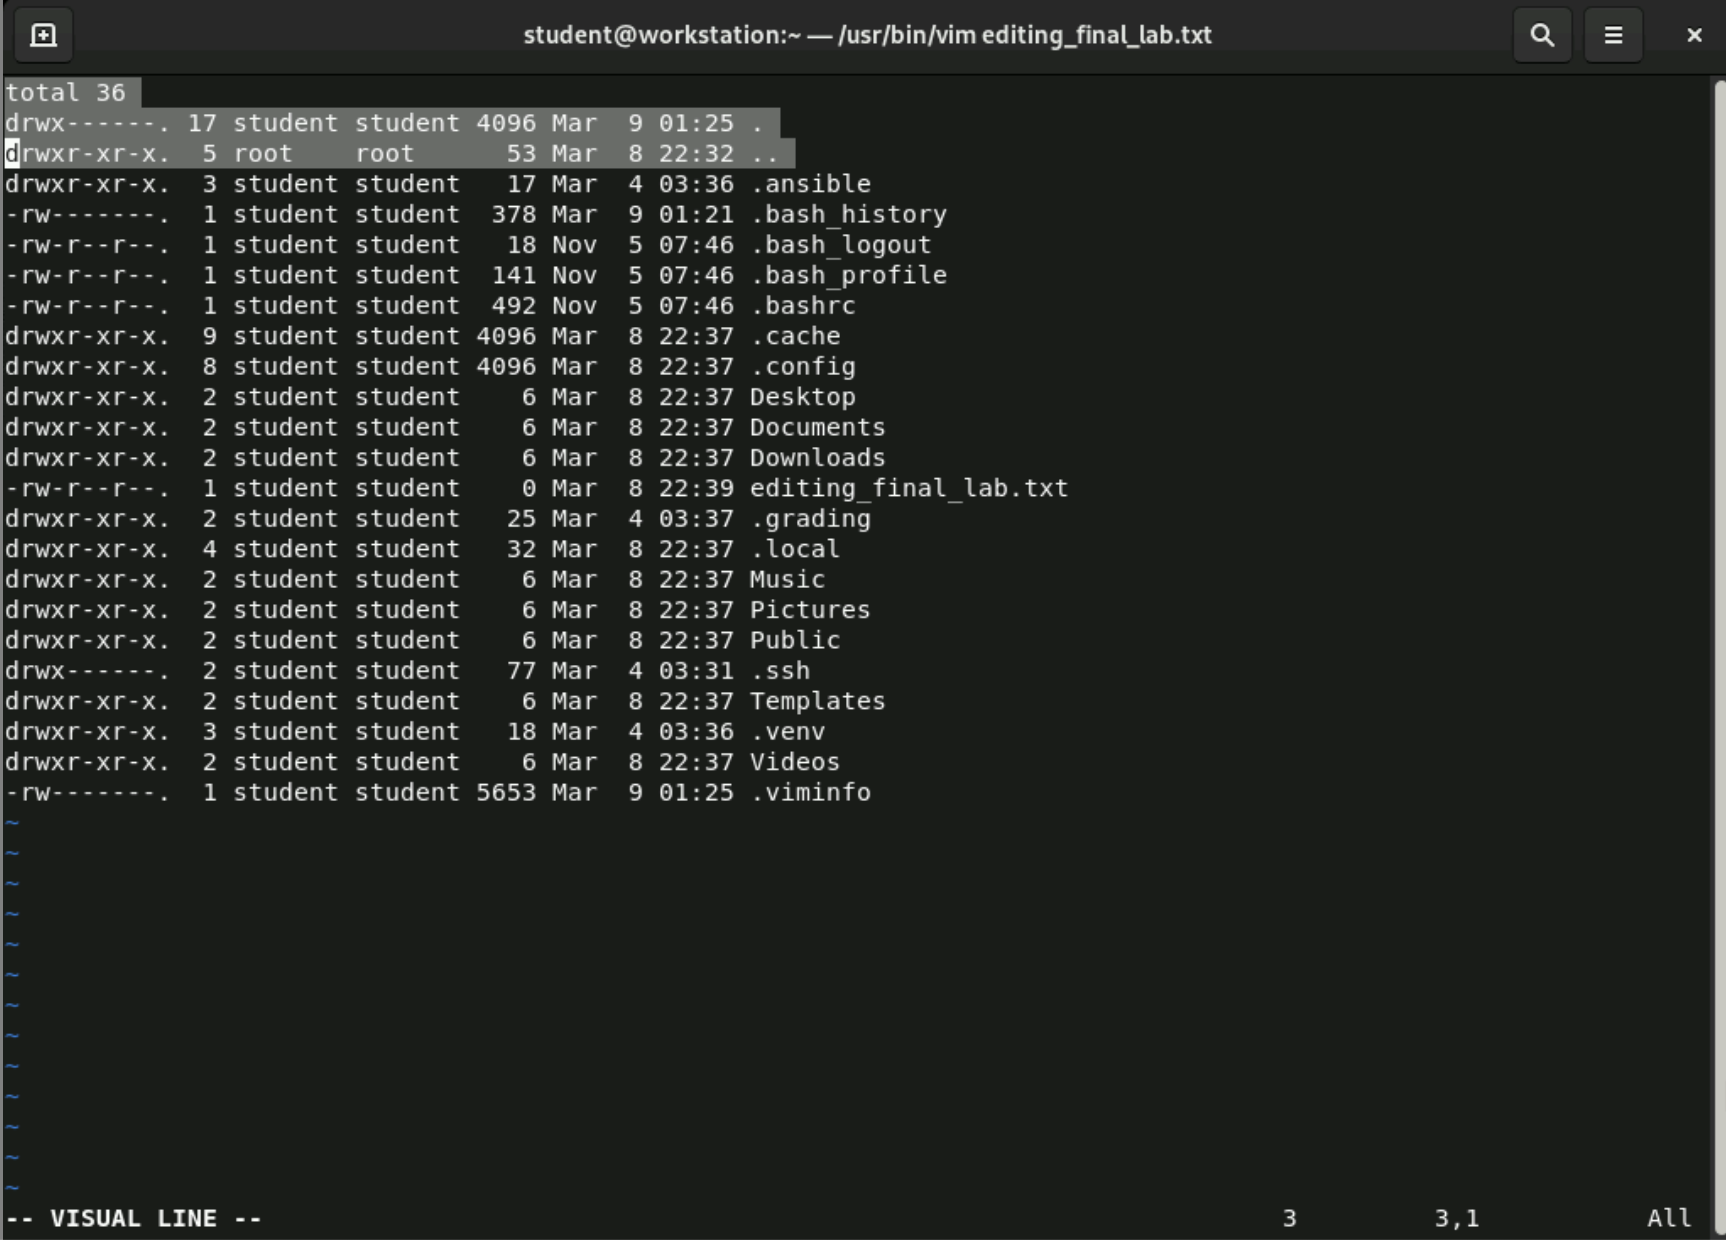 student@workstation:~ — /usr/bin/vim editing_final_lab.txt
total 36
drwx------. 17 student student 4096 Mar  9 01:25 .
drwxr-xr-x.  5 root    root      53 Mar  8 22:32 ..
drwxr-xr-x.  3 student student   17 Mar  4 03:36 .ansible
-rw-------.  1 student student  378 Mar  9 01:21 .bash_history
-rw-r--r--.  1 student student   18 Nov  5 07:46 .bash_logout
-rw-r--r--.  1 student student  141 Nov  5 07:46 .bash_profile
-rw-r--r--.  1 student student  492 Nov  5 07:46 .bashrc
drwxr-xr-x.  9 student student 4096 Mar  8 22:37 .cache
drwxr-xr-x.  8 student student 4096 Mar  8 22:37 .config
drwxr-xr-x.  2 student student    6 Mar  8 22:37 Desktop
drwxr-xr-x.  2 student student    6 Mar  8 22:37 Documents
drwxr-xr-x.  2 student student    6 Mar  8 22:37 Downloads
-rw-r--r--.  1 student student    0 Mar  8 22:39 editing_final_lab.txt
drwxr-xr-x.  2 student student   25 Mar  4 03:37 .grading
drwxr-xr-x.  4 student student   32 Mar  8 22:37 .local
drwxr-xr-x.  2 student student    6 Mar  8 22:37 Music
drwxr-xr-x.  2 student student    6 Mar  8 22:37 Pictures
drwxr-xr-x.  2 student student    6 Mar  8 22:37 Public
drwx------.  2 student student   77 Mar  4 03:31 .ssh
drwxr-xr-x.  2 student student    6 Mar  8 22:37 Templates
drwxr-xr-x.  3 student student   18 Mar  4 03:36 .venv
drwxr-xr-x.  2 student student    6 Mar  8 22:37 Videos
-rw-------.  1 student student 5653 Mar  9 01:25 .viminfo
~
~
~
~
~
~
~
~
~
~
~
~
~
-- VISUAL LINE -- 3 3,1 All